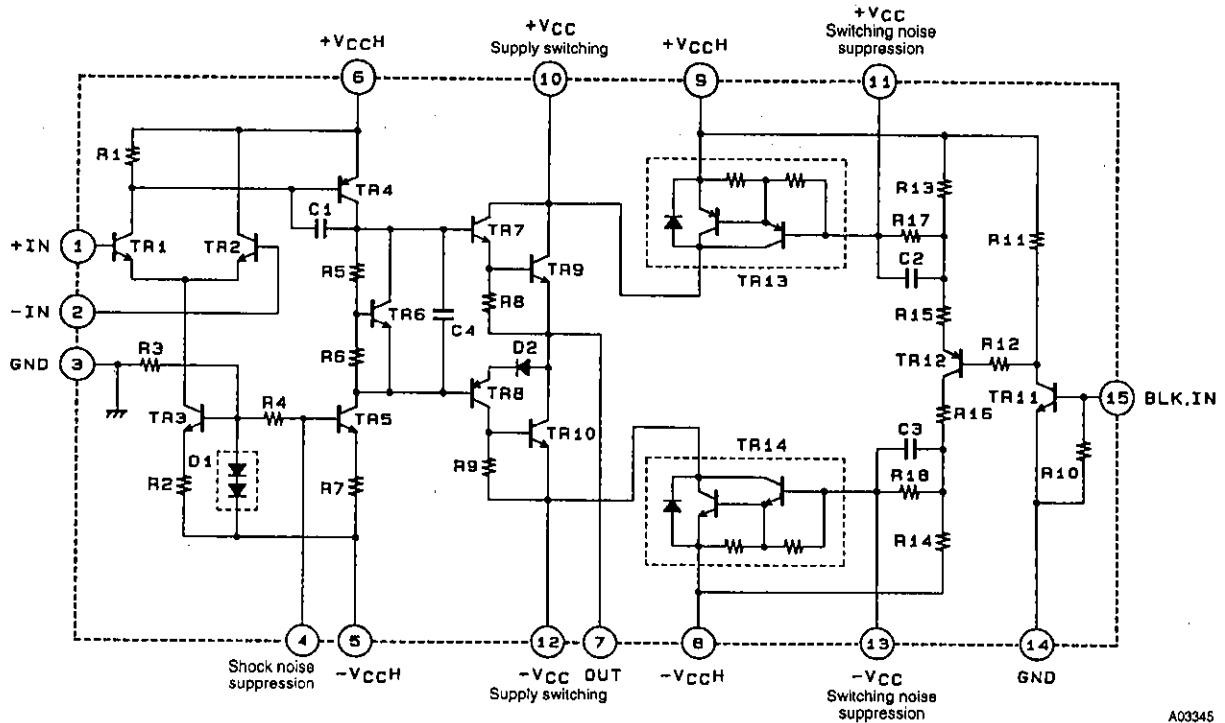 +VCC
Switching noise
suppression
+VCC
Supply switching
+VCCH
+VCCH
6
10
9
11
R1
TR4
C1
TR7
R13
R17
R11
+IN
1
TR1
TR2
R5
TR9
TR13
C2
-IN
2
TR6
C4
R8
R15
GND
3
R3
R6
D2
TR12
R12
TR8
TR11
15
BLK.IN
TR3
R4
TR5
TR10
R16
D1
R9
TR14
C3
R10
R2
R7
R18
R14
4
5
12
7
8
13
14
Shock noise
suppression
-VCCH
-VCC
Supply switching
OUT
-VCCH
-VCC
Switching noise
suppression
GND
A03345